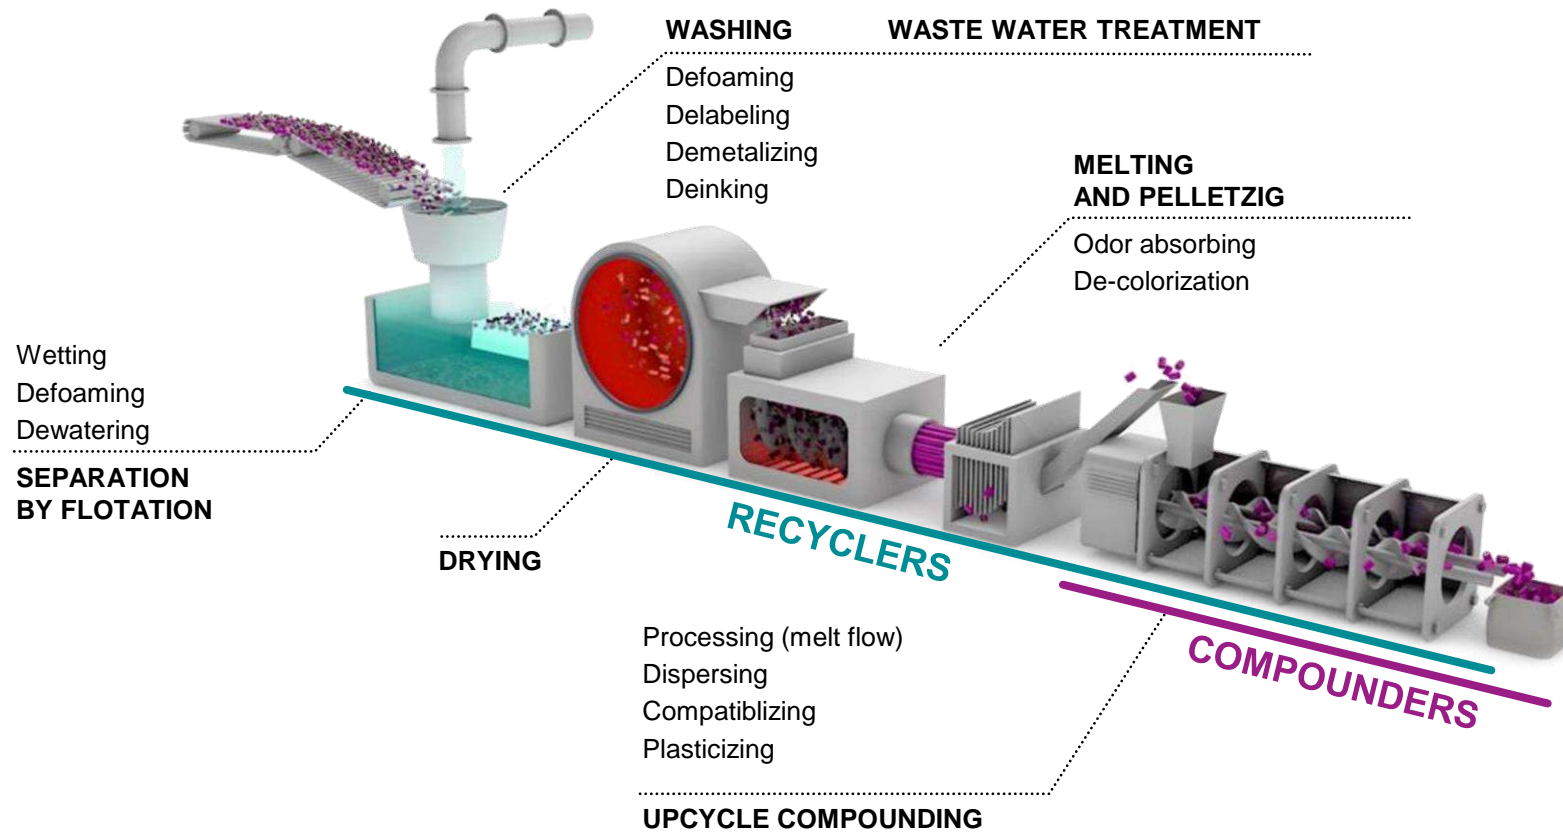 WASHING WASTE WATER TREATMENT
Defoaming
Delabeling
Demetalizing
Deinking
MELTING
AND PELLETZIG
Odor absorbing
De-colorization
Wetting
Defoaming
Dewatering
SEPARATION
BY FLOTATION
DRYING
RECYCLERS
COMPOUNDERS
Processing (melt flow)
Dispersing
Compatiblizing
Plasticizing
UPCYCLE COMPOUNDING